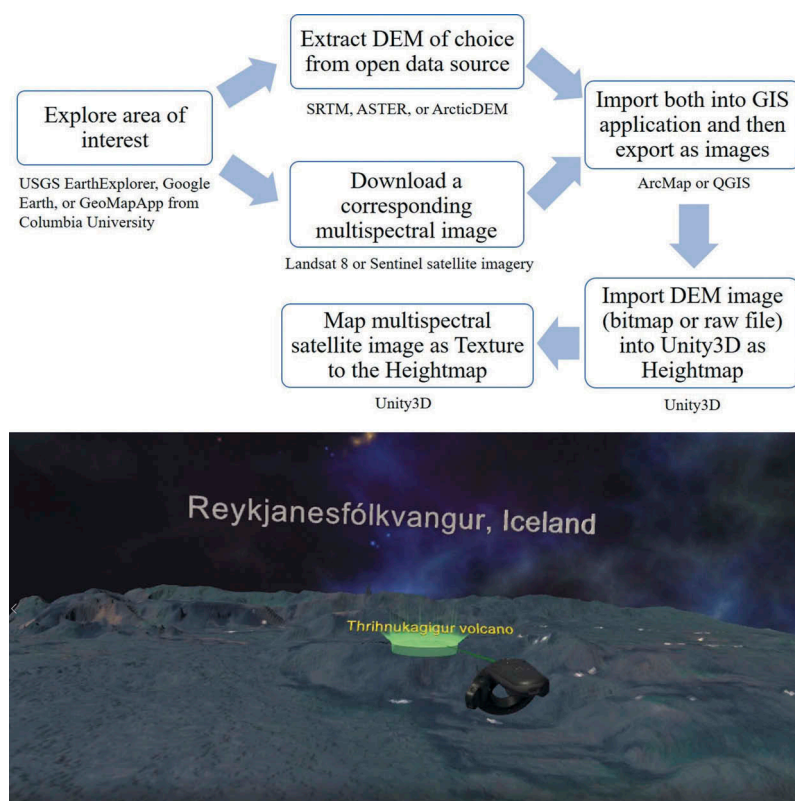 Extract DEM of choice
from open data source
SRTM, ASTER, or ArcticDEM
Explore area of
interest
USGS EarthExplorer, Google
Earth, or GeoMapApp from
Columbia University
Download a
corresponding
multispectral image
Landsat 8 or Sentinel satellite imagery
Import both into GIS
application and then
export as images
ArcMap or QGIS
Import DEM image
(bitmap or raw file)
into Unity3D as
Heightmap
Unity3D
Map multispectral
satellite image as Texture
to the Heightmap
Unity3D
Reykjanesfólkvangur, Iceland
Thrihnukagigur volcano